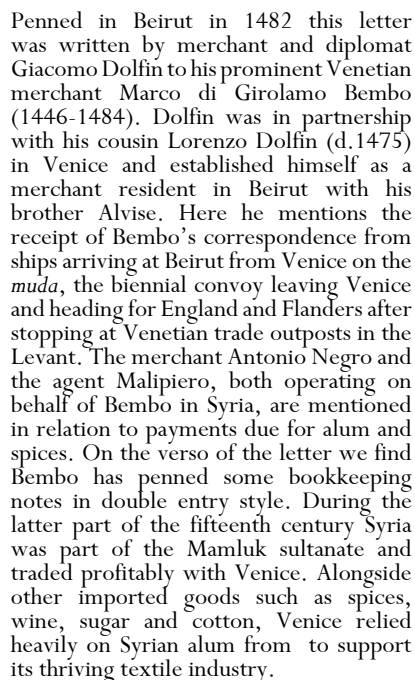 Penned in Beirut in 1482 this letter
was written by merchant and diplomat
Giacomo Dolfin to his prominent Venetian
merchant Marco di Girolamo Bembo
(1446-1484). Dolfin was in partnership
with his cousin Lorenzo Dolfin (d.1475)
in Venice and established himself as a
merchant resident in Beirut with his
brother Alvise. Here he mentions the
receipt of Bembo’s correspondence from
ships arriving at Beirut from Venice on the
muda, the biennial convoy leaving Venice
and heading for England and Flanders after
stopping at Venetian trade outposts in the
Levant. The merchant Antonio Negro and
the agent Malipiero, both operating on
behalf of Bembo in Syria, are mentioned
in relation to payments due for alum and
spices. On the verso of the letter we find
Bembo has penned some bookkeeping
notes in double entry style. During the
latter part of the fifteenth century Syria
was part of the Mamluk sultanate and
traded profitably with Venice. Alongside
other imported goods such as spices,
wine, sugar and cotton, Venice relied
heavily on Syrian alum from  to support
its thriving textile industry.